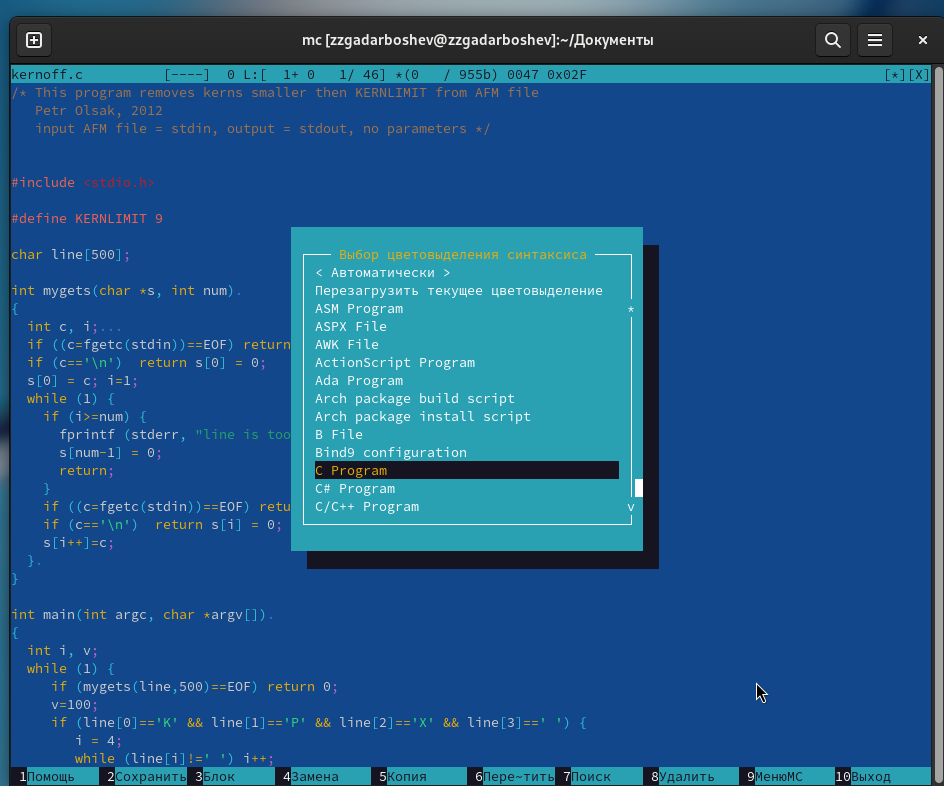 mc [zzgadarboshev@zzgadarboshev]:~/Документы
kernoff.c [----] 0 L:[ 1+ 0 1/ 46] *(0 / 955b) 0047 0x02F [*][X]
/* This program removes kerns smaller then KERNLIMIT from AFM file
Petr Olsak, 2012
input AFM file = stdin, output = stdout, no parameters */
#include <stdio.h>
#define KERNLIMIT 9
char line[500];
int mygets(char *s, int num).
{
int c, i;...
if ((c=fgetc(stdin))==EOF) return
if (c=='\n') return s[0] = 0;
s[0] = c; i=1;
while (1) {
if (i>=num) {
fprintf (stderr, "line is too
s[num-1] = 0;
return;
}
if ((c=fgetc(stdin))==EOF) retu
if (c=='\n') return s[i] = 0;
s[i++]=c;
}.
}
int main(int argc, char *argv[]).
{
int i, v;
while (1) {
if (mygets(line,500)==EOF) return 0;
v=100;
if (line[0]=='K' && line[1]=='P' && line[2]=='X' && line[3]==' ') {
i = 4;
while (line[i]!=' ') i++;
Выбор цветовыделения синтаксиса
< Автоматически >
Перезагрузить текущее цветовыделение
ASM Program *
ASPX File
AWK File
ActionScript Program
Ada Program
Arch package build script
Arch package install script
B File
Bind9 configuration
C Program
C# Program
C/C++ Program v
1Помощь 2Сохранить 3Блок 4Замена 5Копия 6Пере~тить 7Поиск 8Удалить 9МенюMC 10Выход